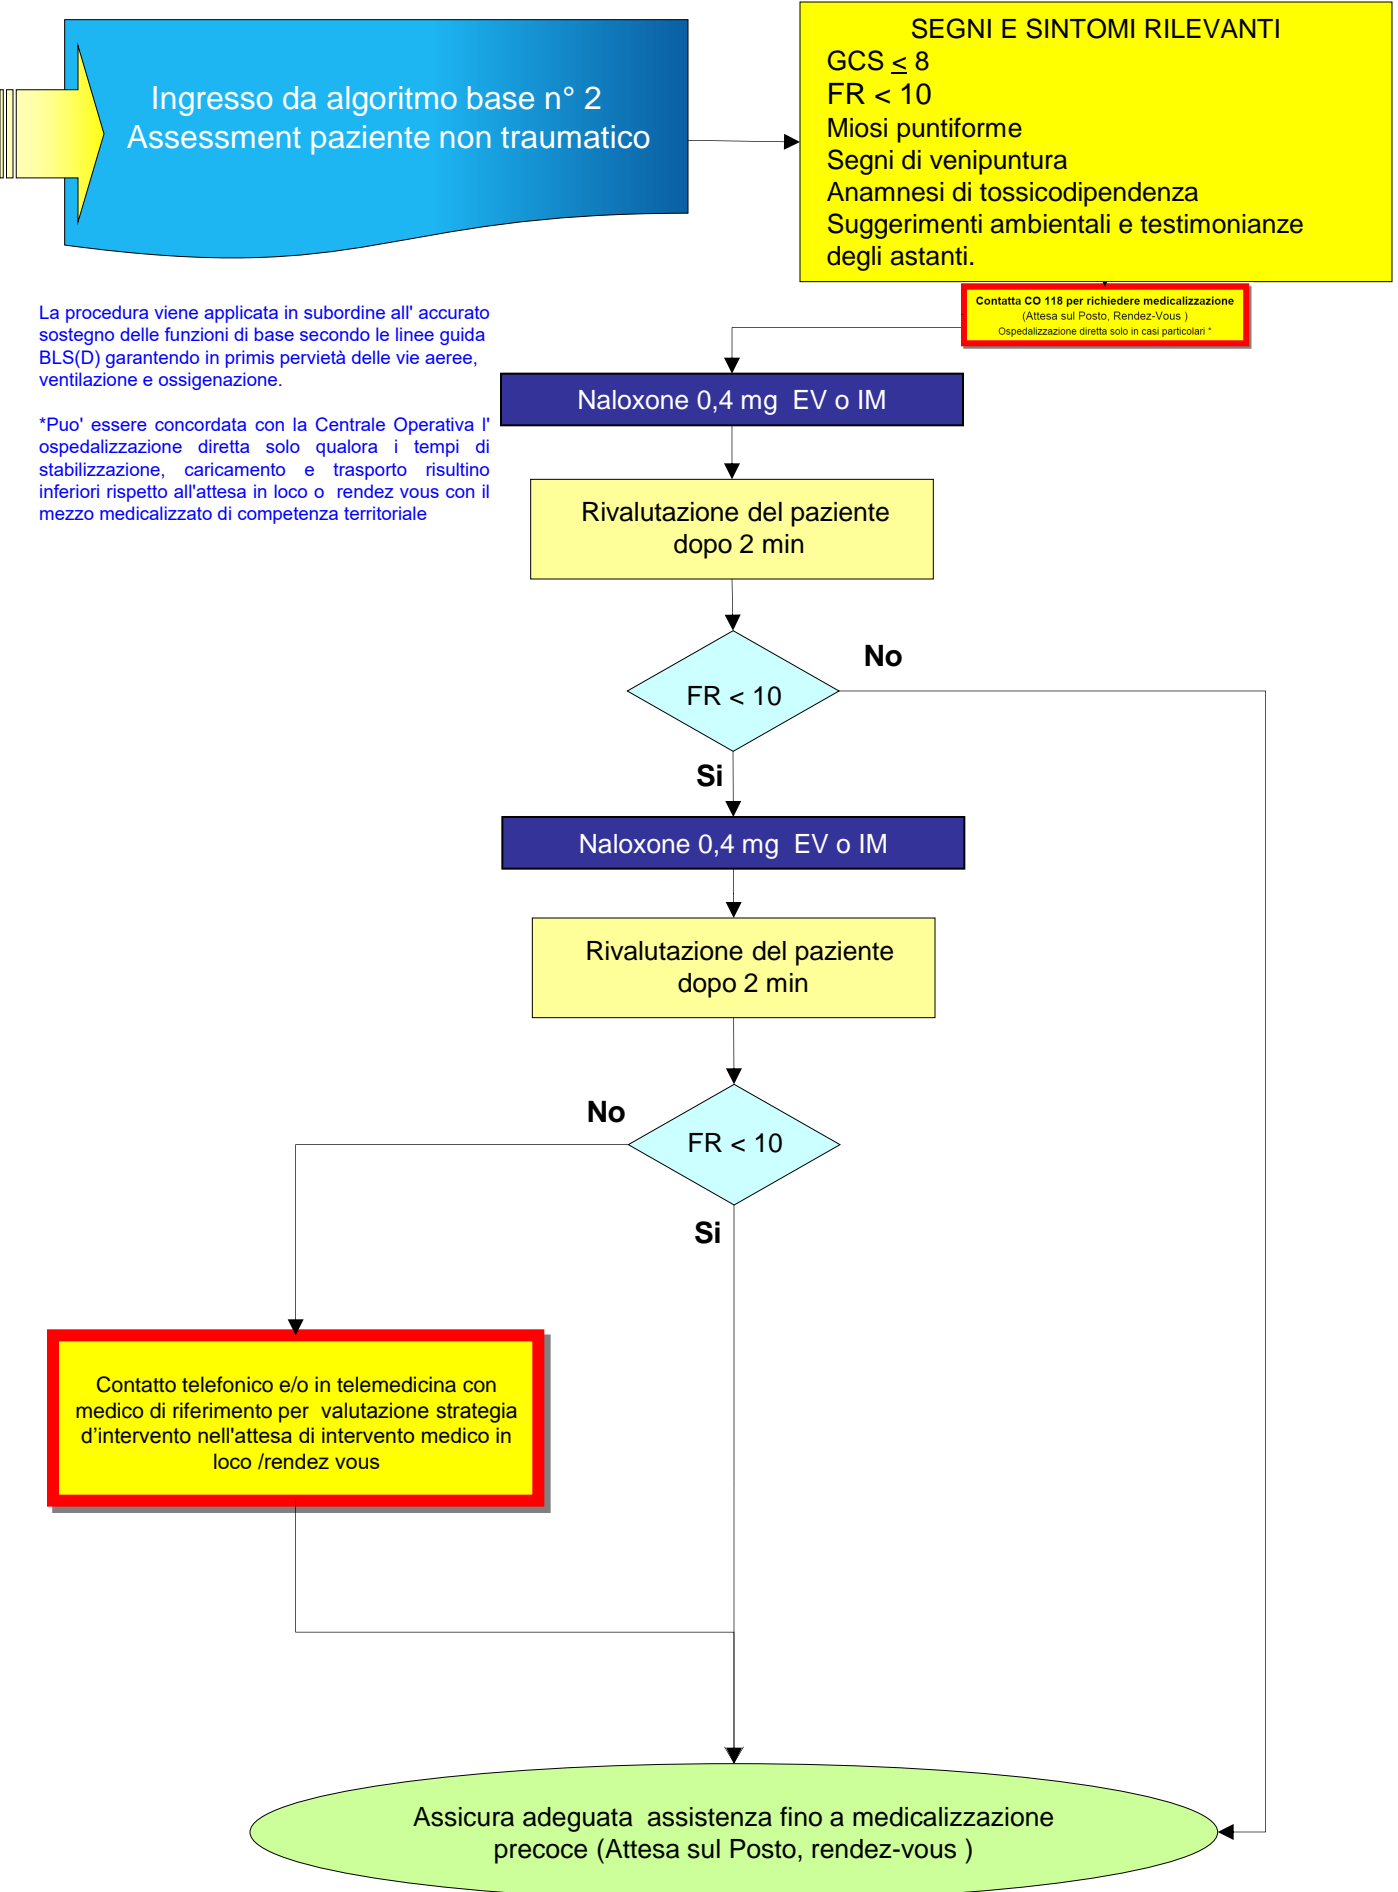 Ingresso da algoritmo base n° 2
Assessment paziente non traumatico
SEGNI E SINTOMI RILEVANTI
GCS ≤ 8
FR < 10
Miosi puntiforme
Segni di venipuntura
Anamnesi di tossicodipendenza
Suggerimenti ambientali e testimonianze
degli astanti.
Contatta CO 118 per richiedere medicalizzazione
(Attesa sul Posto, Rendez-Vous )
Ospedalizzazione diretta solo in casi particolari *
La procedura viene applicata in subordine all' accurato
sostegno delle funzioni di base secondo le linee guida
BLS(D) garantendo in primis pervietà delle vie aeree,
ventilazione e ossigenazione.
*Puo' essere concordata con la Centrale Operativa l'
ospedalizzazione diretta solo qualora i tempi di
stabilizzazione, caricamento e trasporto risultino
inferiori rispetto all'attesa in loco o rendez vous con il
mezzo medicalizzato di competenza territoriale
Naloxone 0,4 mg EV o IM
Rivalutazione del paziente
dopo 2 min
FR < 10
No
Si
Naloxone 0,4 mg EV o IM
Rivalutazione del paziente
dopo 2 min
No
FR < 10
Si
Contatto telefonico e/o in telemedicina con
medico di riferimento per valutazione strategia
d’intervento nell'attesa di intervento medico in
loco /rendez vous
Assicura adeguata assistenza fino a medicalizzazione
precoce (Attesa sul Posto, rendez-vous )